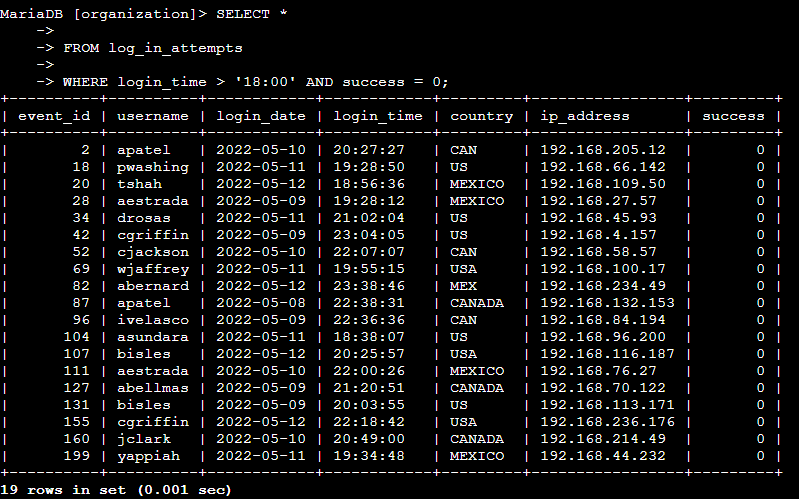 MariaDB [organization]> SELECT *
    ->
    -> FROM log_in_attempts
    ->
    -> WHERE login_time > '18:00' AND success = 0;
+----------+----------+------------+------------+---------+-----------------+---------+
| event_id | username | login_date | login_time | country | ip_address      | success |
+----------+----------+------------+------------+---------+-----------------+---------+
|        2 | apatel   | 2022-05-10 | 20:27:27   | CAN     | 192.168.205.12  |       0 |
|       18 | pwashing | 2022-05-11 | 19:28:50   | US      | 192.168.66.142  |       0 |
|       20 | tshah    | 2022-05-12 | 18:56:36   | MEXICO  | 192.168.109.50  |       0 |
|       28 | aestrada | 2022-05-09 | 19:28:12   | MEXICO  | 192.168.27.57   |       0 |
|       34 | drosas   | 2022-05-11 | 21:02:04   | US      | 192.168.45.93   |       0 |
|       42 | cgriffin | 2022-05-09 | 23:04:05   | US      | 192.168.4.157   |       0 |
|       52 | cjackson | 2022-05-10 | 22:07:07   | CAN     | 192.168.58.57   |       0 |
|       69 | wjaffrey | 2022-05-11 | 19:55:15   | USA     | 192.168.100.17  |       0 |
|       82 | abernard | 2022-05-12 | 23:38:46   | MEX     | 192.168.234.49  |       0 |
|       87 | apatel   | 2022-05-08 | 22:38:31   | CANADA  | 192.168.132.153 |       0 |
|       96 | ivelasco | 2022-05-09 | 22:36:36   | CAN     | 192.168.84.194  |       0 |
|      104 | asundara | 2022-05-11 | 18:38:07   | US      | 192.168.96.200  |       0 |
|      107 | bisles   | 2022-05-12 | 20:25:57   | USA     | 192.168.116.187 |       0 |
|      111 | aestrada | 2022-05-10 | 22:00:26   | MEXICO  | 192.168.76.27   |       0 |
|      127 | abellmas | 2022-05-09 | 21:20:51   | CANADA  | 192.168.70.122  |       0 |
|      131 | bisles   | 2022-05-09 | 20:03:55   | US      | 192.168.113.171 |       0 |
|      155 | cgriffin | 2022-05-12 | 22:18:42   | USA     | 192.168.236.176 |       0 |
|      160 | jclark   | 2022-05-10 | 20:49:00   | CANADA  | 192.168.214.49  |       0 |
|      199 | yappiah  | 2022-05-11 | 19:34:48   | MEXICO  | 192.168.44.232  |       0 |
+----------+----------+------------+------------+---------+-----------------+---------+
19 rows in set (0.001 sec)